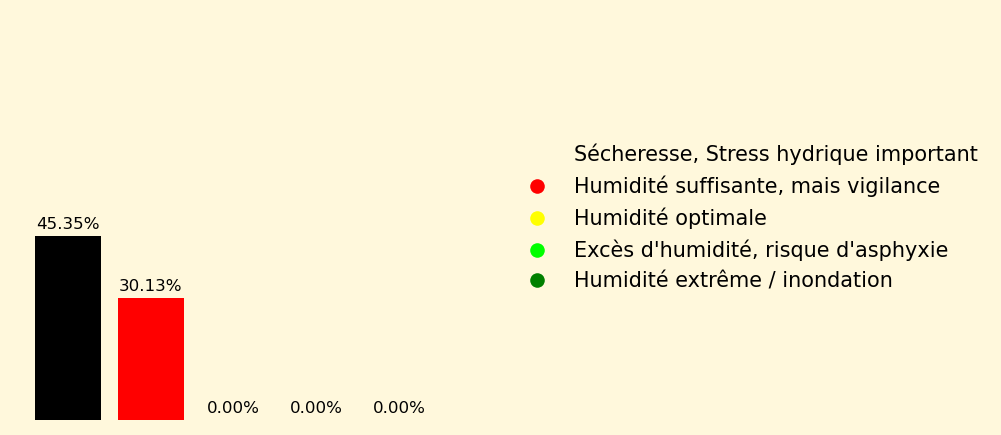 Sécheresse, Stress hydrique important
Humidité suffisante, mais vigilance
Humidité optimale
Excès d'humidité, risque d'asphyxie
Humidité extrême / inondation
45.35%
30.13%
0.00% 0.00% 0.00%